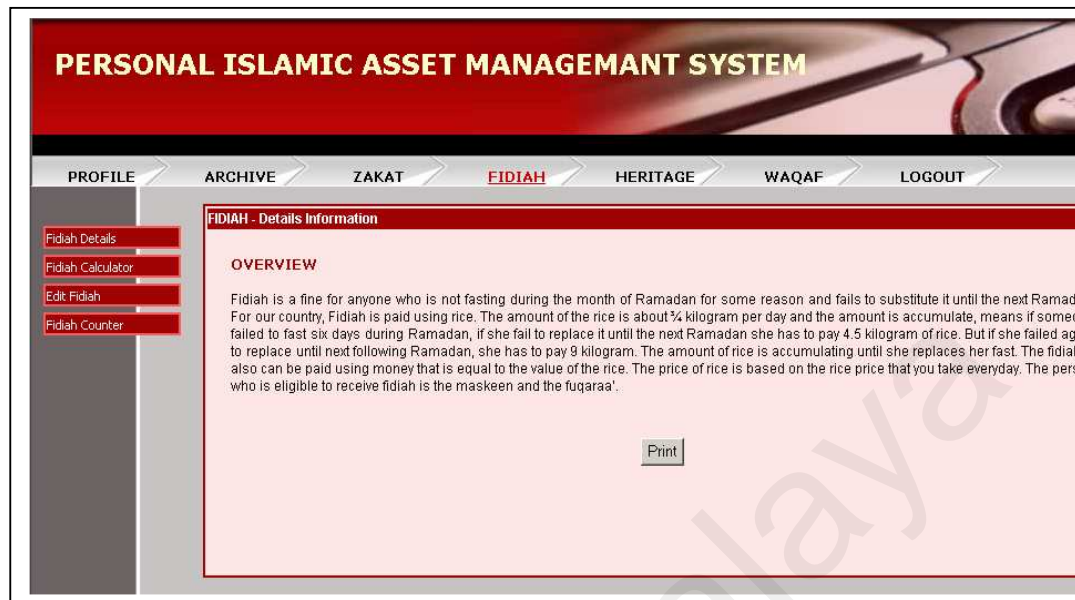 PERSONAL ISLAMIC ASSET MANAGEMANT SYSTEM
PROFILE ARCHIVE ZAKAT FIDIAH HERITAGE WAQAF LOGOUT
Fidiah Details
Fidiah Calculator
Edit Fidiah
Fidiah Counter
FIDIAH - Details Information
OVERVIEW
Fidiah is a fine for anyone who is not fasting during the month of Ramadan for some reason and fails to substitute it until the next Ramad
For our country, Fidiah is paid using rice. The amount of the rice is about ¾ kilogram per day and the amount is accumulate, means if someo
failed to fast six days during Ramadan, if she fail to replace it until the next Ramadan she has to pay 4.5 kilogram of rice. But if she failed ag
to replace until next following Ramadan, she has to pay 9 kilogram. The amount of rice is accumulating until she replaces her fast. The fidial
also can be paid using money that is equal to the value of the rice. The price of rice is based on the rice price that you take everyday. The pers
who is eligible to receive fidiah is the maskeen and the fuqaraa'.
Print
alaya